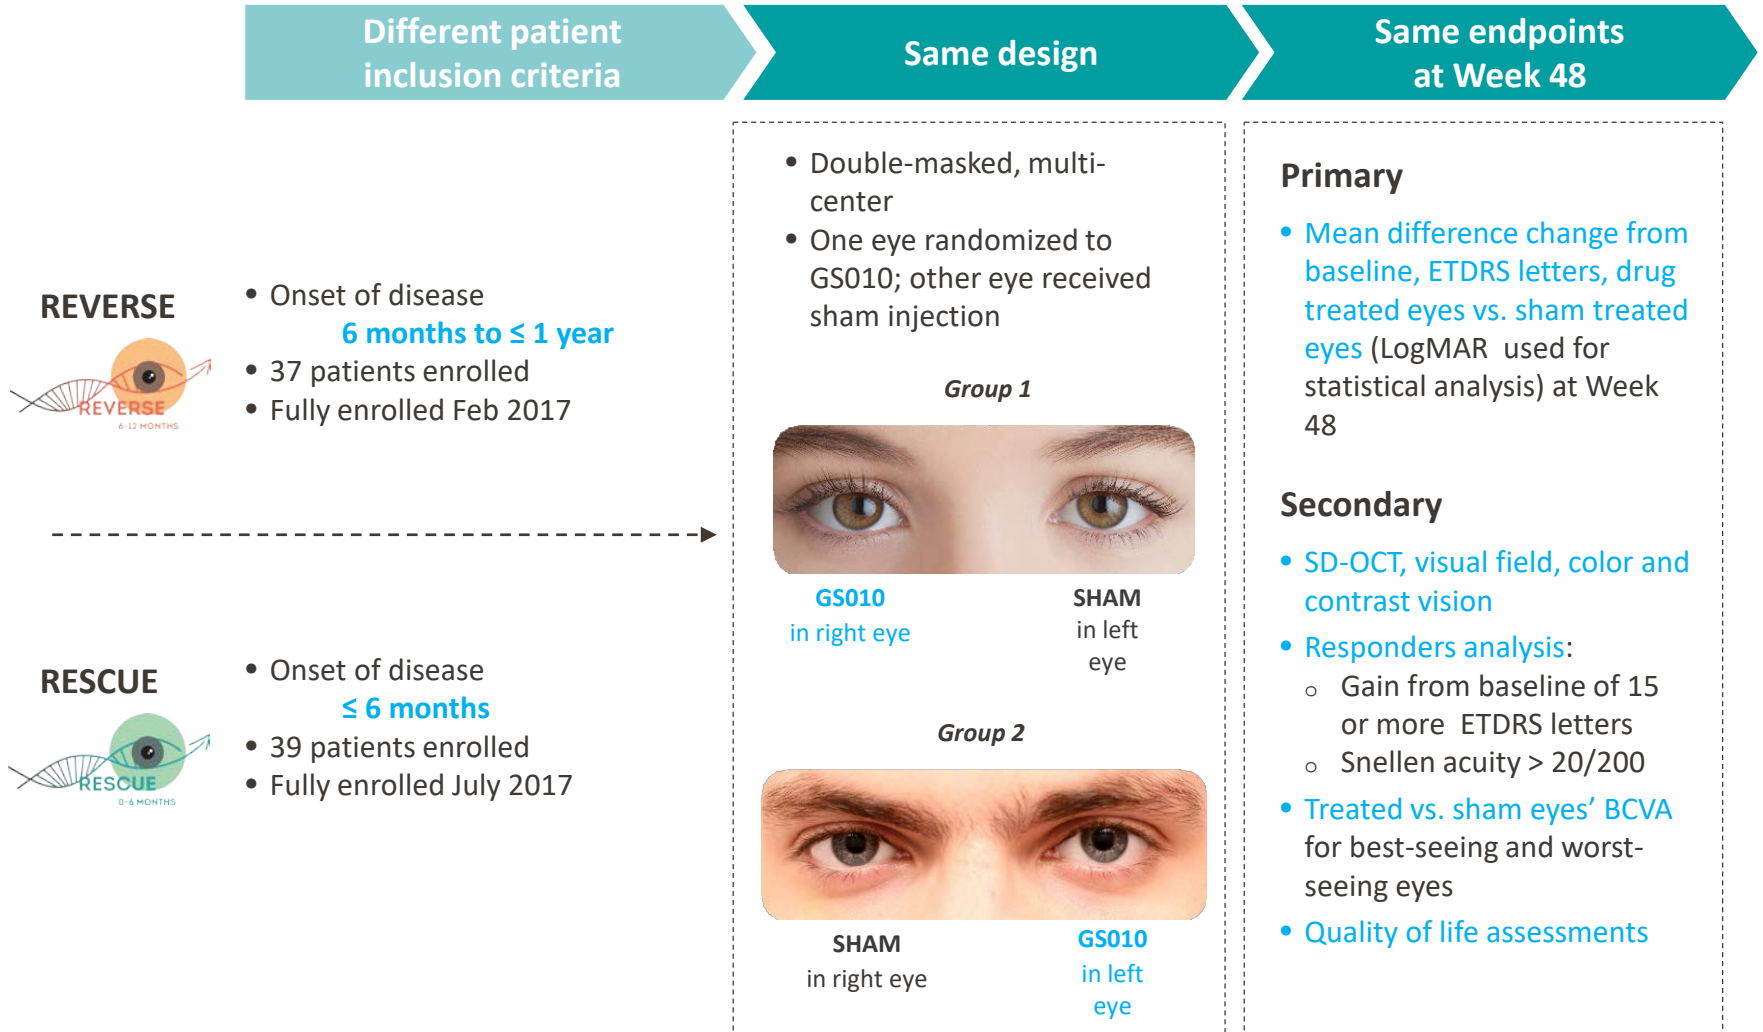 Different patient
inclusion criteria
Same design
Same endpoints
at Week 48
REVERSE
REVERSE
6-12 MONTHS
• Onset of disease
6 months to ≤ 1 year
• 37 patients enrolled
• Fully enrolled Feb 2017
RESCUE
RESCUE
0-6 MONTHS
• Onset of disease
≤ 6 months
• 39 patients enrolled
• Fully enrolled July 2017
• Double-masked, multi-
center
• One eye randomized to
GS010; other eye received
sham injection
Group 1
GS010
in right eye
SHAM
in left
eye
Group 2
SHAM
in right eye
GS010
in left
eye
Primary
• Mean difference change from
baseline, ETDRS letters, drug
treated eyes vs. sham treated
eyes (LogMAR used for
statistical analysis) at Week
48
Secondary
• SD-OCT, visual field, color and
contrast vision
• Responders analysis:
o Gain from baseline of 15
or more ETDRS letters
o Snellen acuity > 20/200
• Treated vs. sham eyes’ BCVA
for best-seeing and worst-
seeing eyes
• Quality of life assessments